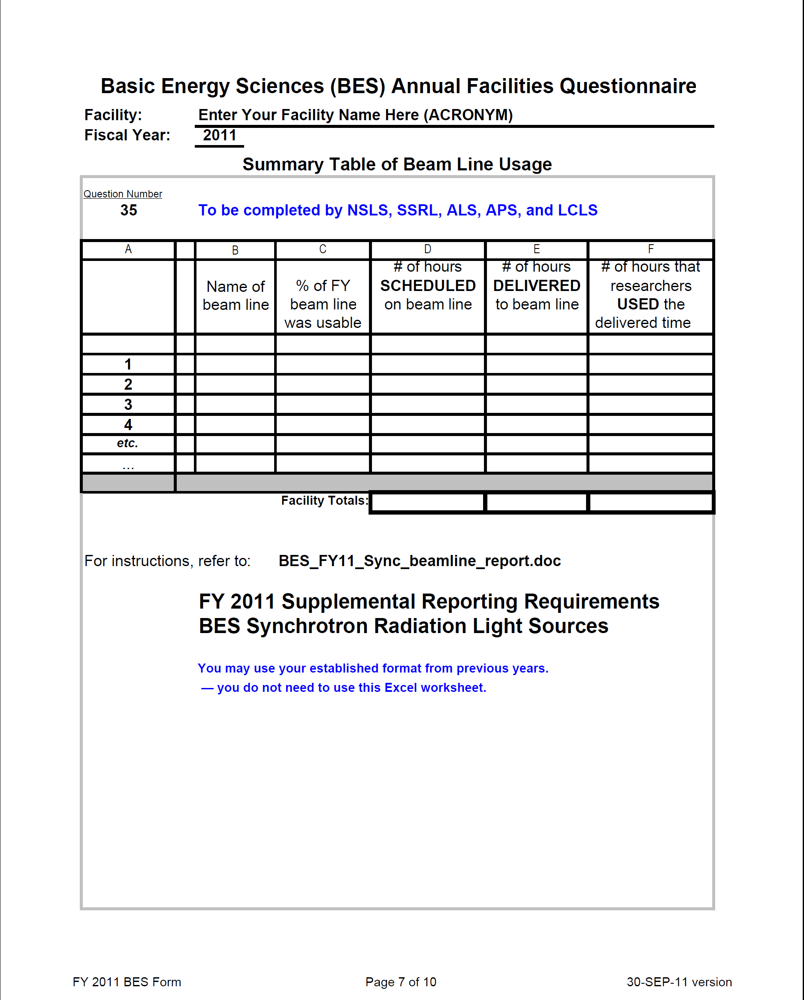 Basic Energy Sciences (BES) Annual Facilities Questionnaire
Facility: Enter Your Facility Name Here (ACRONYM)
Fiscal Year: 2011
Summary Table of Beam Line Usage
Question Number
35 To be completed by NSLS, SSRL, ALS, APS, and LCLS
A B C D E F
Name of
beam line
% of FY
beam line
was usable
# of hours
SCHEDULED
on beam line
# of hours
DELIVERED
to beam line
# of hours that
researchers
USED the
delivered time
1
2
3
4
etc.
...
Facility Totals:
For instructions, refer to: BES_FY11_Sync_beamline_report.doc
FY 2011 Supplemental Reporting Requirements
BES Synchrotron Radiation Light Sources
You may use your established format from previous years.
— you do not need to use this Excel worksheet.
FY 2011 BES Form Page 7 of 10 30-SEP-11 version